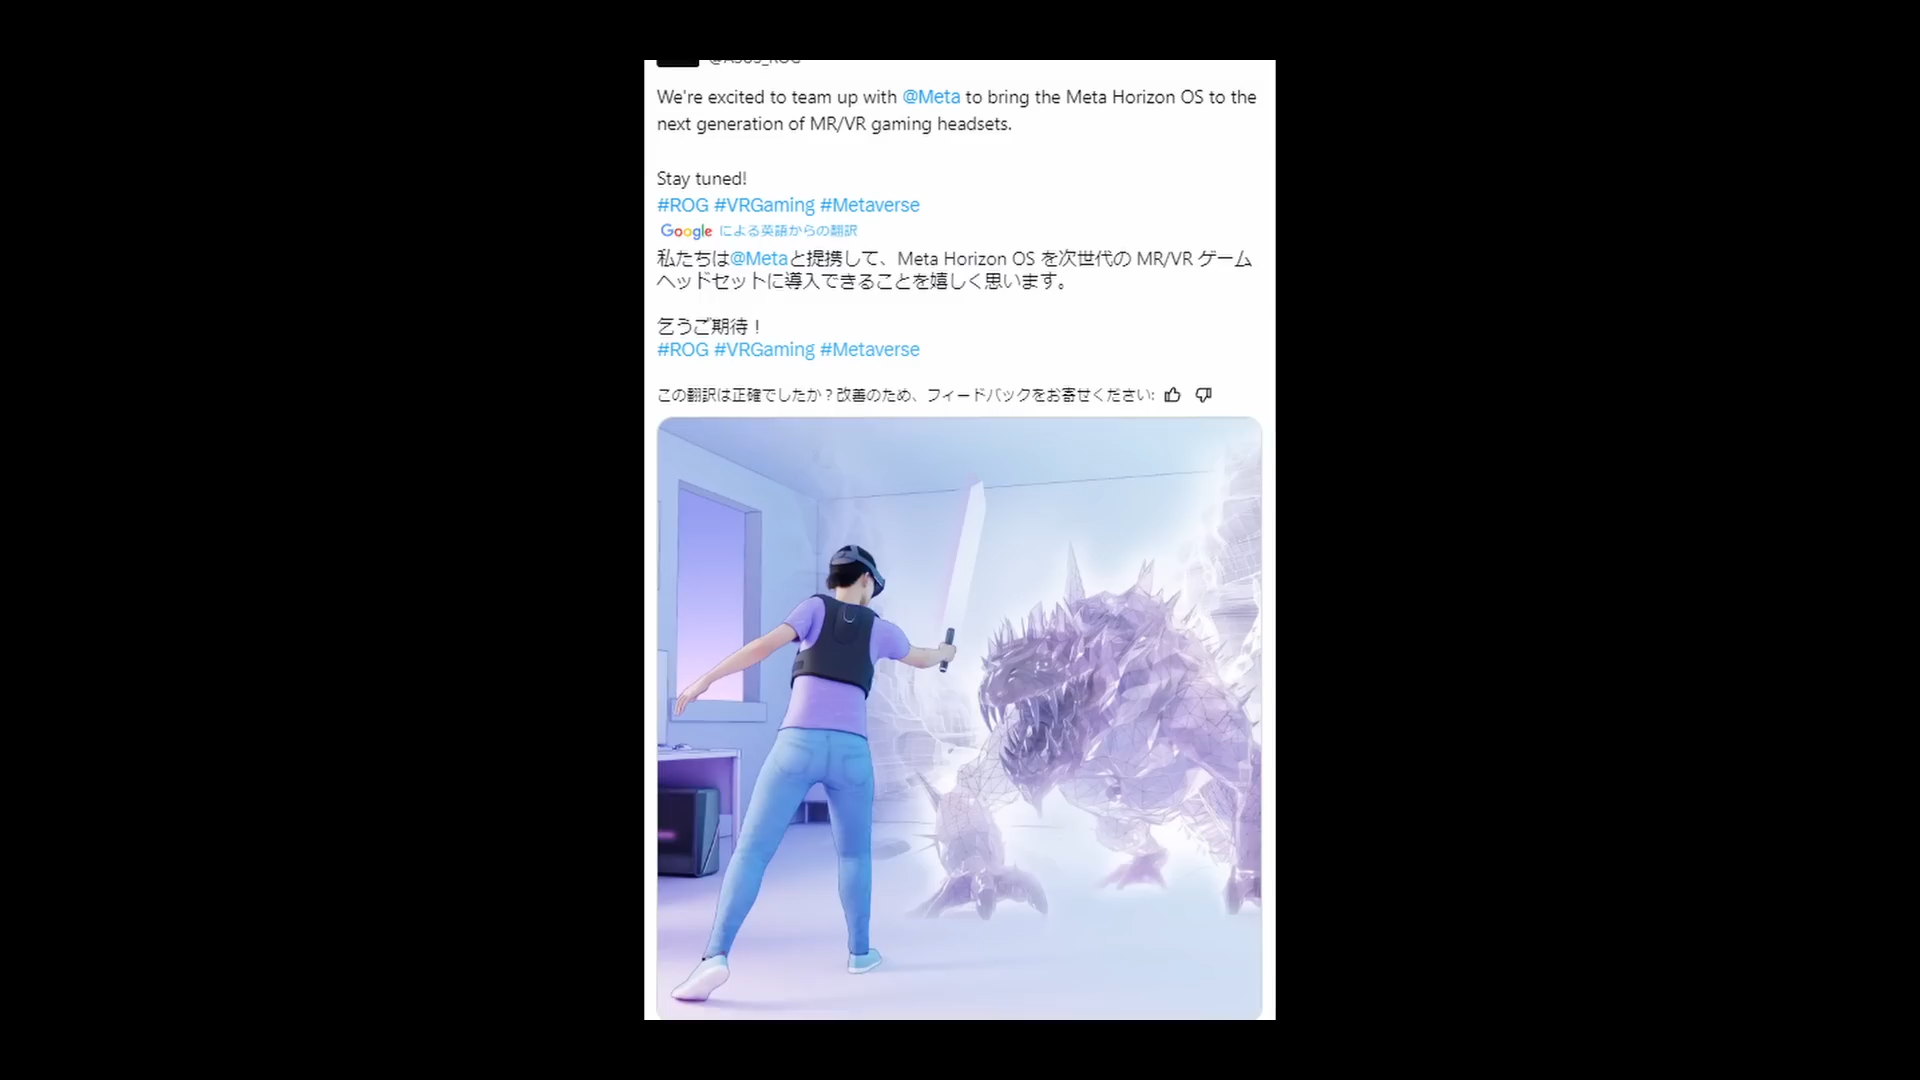 @ASUS_ROG
We're excited to team up with @Meta to bring the Meta Horizon OS to the
next generation of MR/VR gaming headsets.
Stay tuned!
#ROG #VRGaming #Metaverse
Google による英語からの翻訳
私たちは@Metaと提携して、Meta Horizon OS を次世代の MR/VR ゲーム
ヘッドセットに導入できることを嬉しく思います。
乞うご期待！
#ROG #VRGaming #Metaverse
この翻訳は正確でしたか？改善のため、フィードバックをお寄せください: